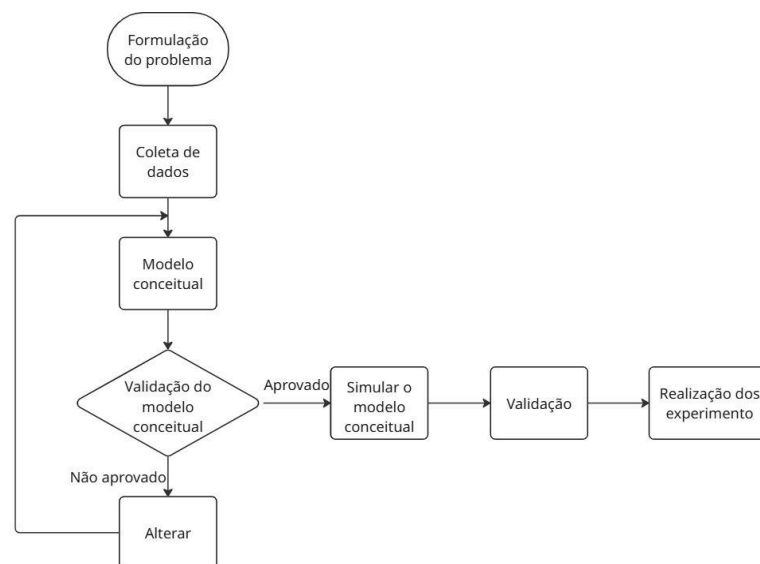 Formulação
do problema
Coleta de
dados
Modelo
conceitual
Validação do
modelo
conceitual
Aprovado
Simular o
modelo
conceitual
Validação
Realização dos
experimento
Não aprovado
Alterar